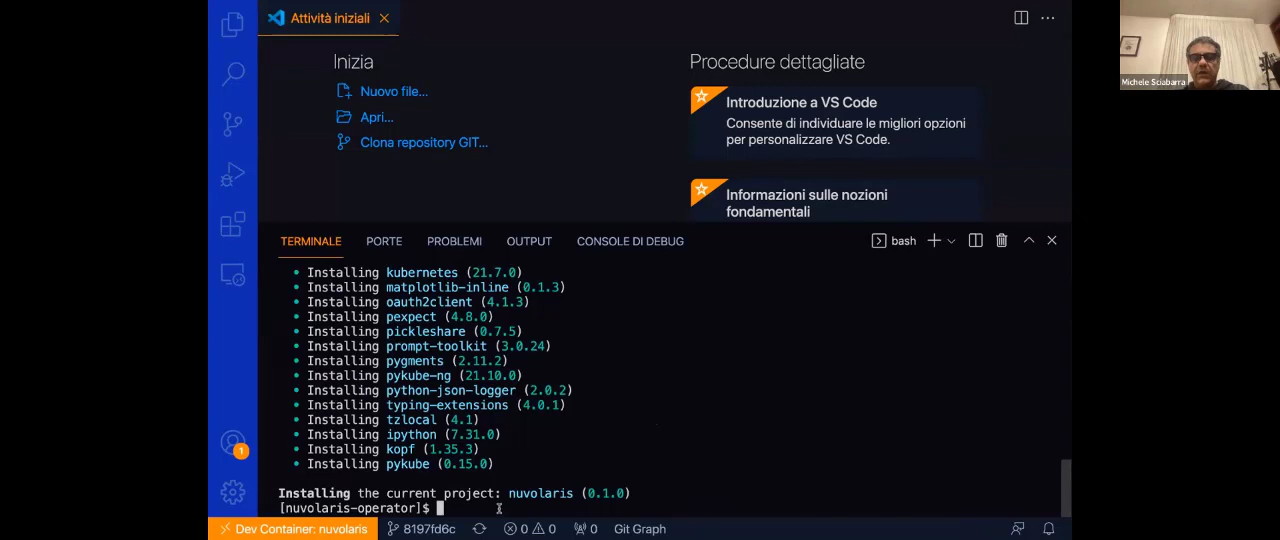 Attività iniziali
Michele Sciabarra
Inizia
Nuovo file...
Apri...
Clona repository GIT...
Procedure dettagliate
Introduzione a VS Code
Consente di individuare le migliori opzioni
per personalizzare VS Code.
Informazioni sulle nozioni
fondamentali
TERMINALE PORTE PROBLEMI OUTPUT CONSOLE DI DEBUG bash
• Installing kubernetes (21.7.0)
• Installing matplotlib-inline (0.1.3)
• Installing oauth2client (4.1.3)
• Installing pexpect (4.8.0)
• Installing pickleshare (0.7.5)
• Installing prompt-toolkit (3.0.24)
• Installing pygments (2.11.2)
• Installing pykube-ng (21.10.0)
• Installing python-json-logger (2.0.2)
• Installing typing-extensions (4.0.1)
• Installing tzlocal (4.1)
• Installing ipython (7.31.0)
• Installing kopf (1.35.3)
• Installing pykube (0.15.0)
Installing the current project: nuvolaris (0.1.0)
[nuvolaris-operator]$
1
Dev Container: nuvolaris 8197fd6c 0 0 0 Git Graph